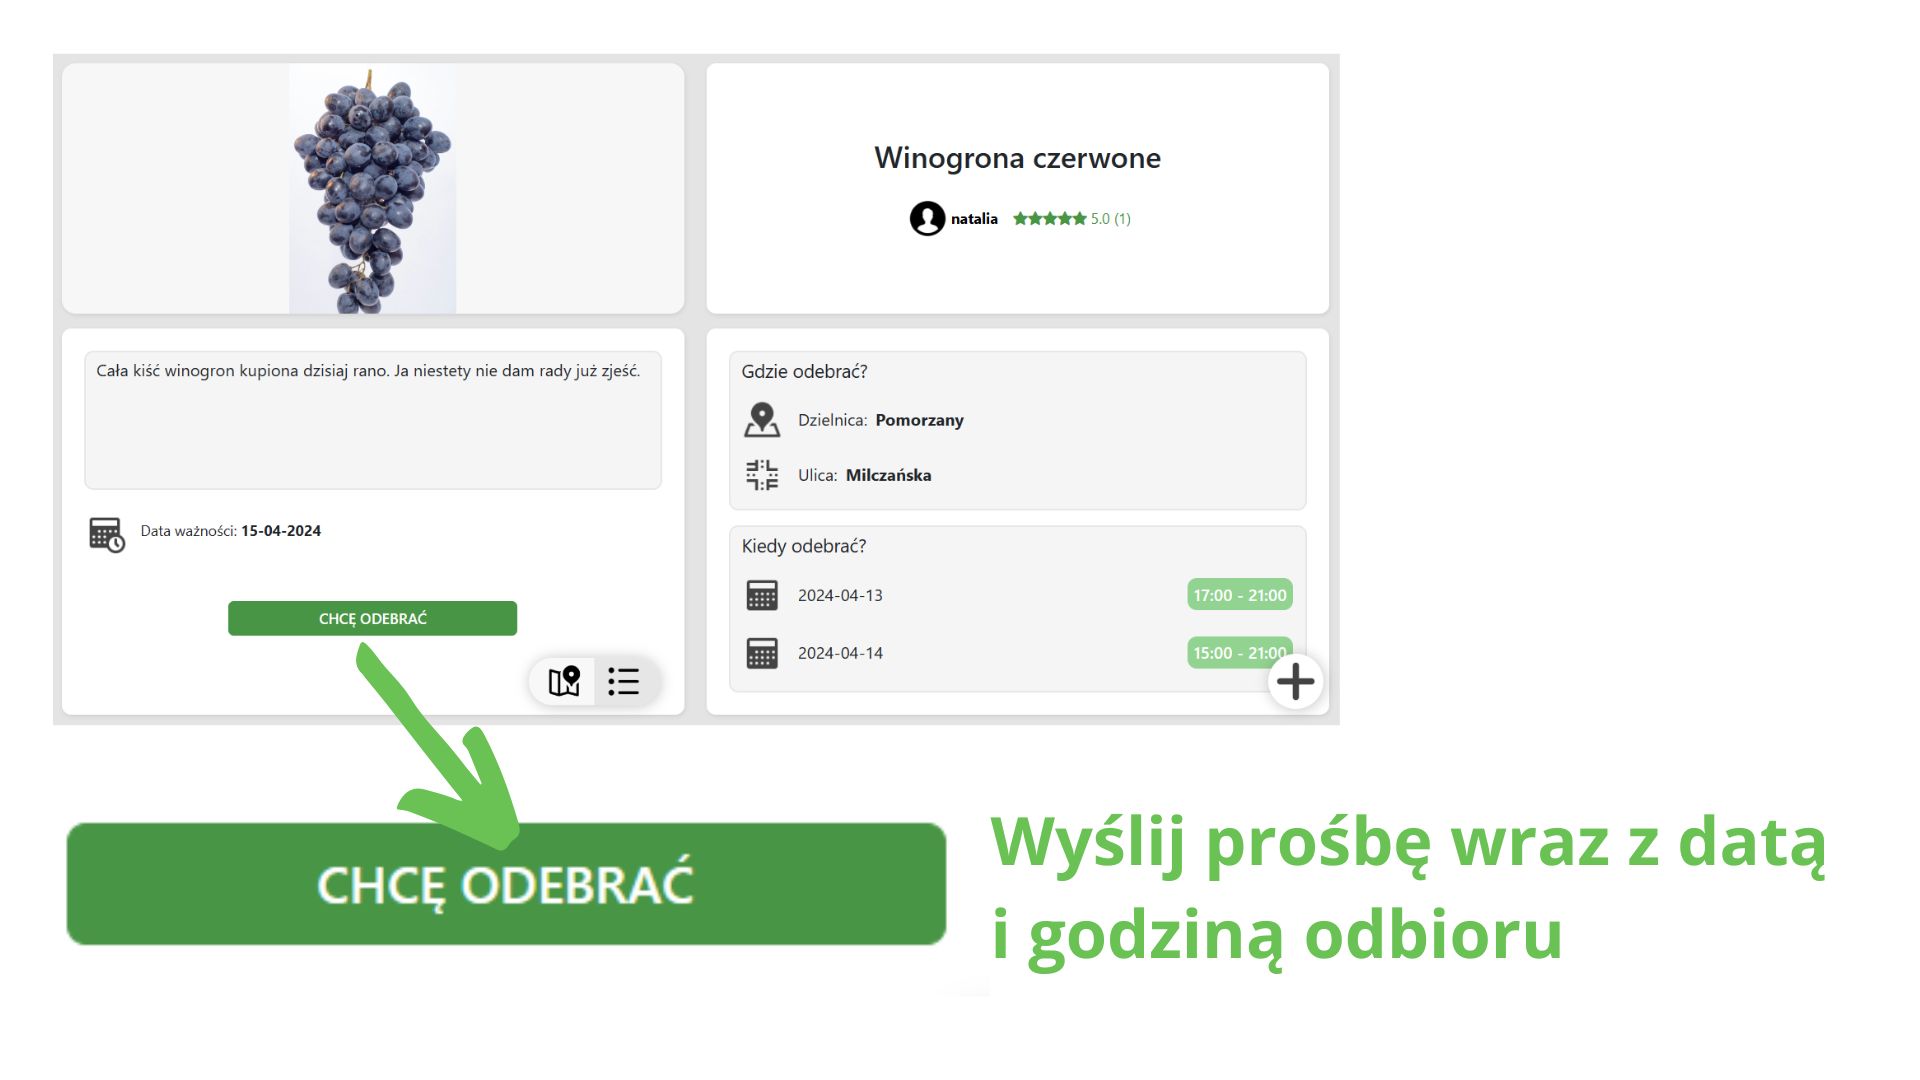 Winogrona czerwone
natalia 5.0 (1)
Cała kiść winogron kupiona dzisiaj rano. Ja niestety nie dam rady już zjeść.
Data ważności: 15-04-2024
CHCĘ ODEBRAĆ
Gdzie odebrać?
Dzielnica: Pomorzany
Ulica: Milczańska
Kiedy odebrać?
2024-04-13 17:00 - 21:00
2024-04-14 15:00 - 21:00
CHCĘ ODEBRAĆ
Wyślij prośbę wraz z datą
i godziną odbioru